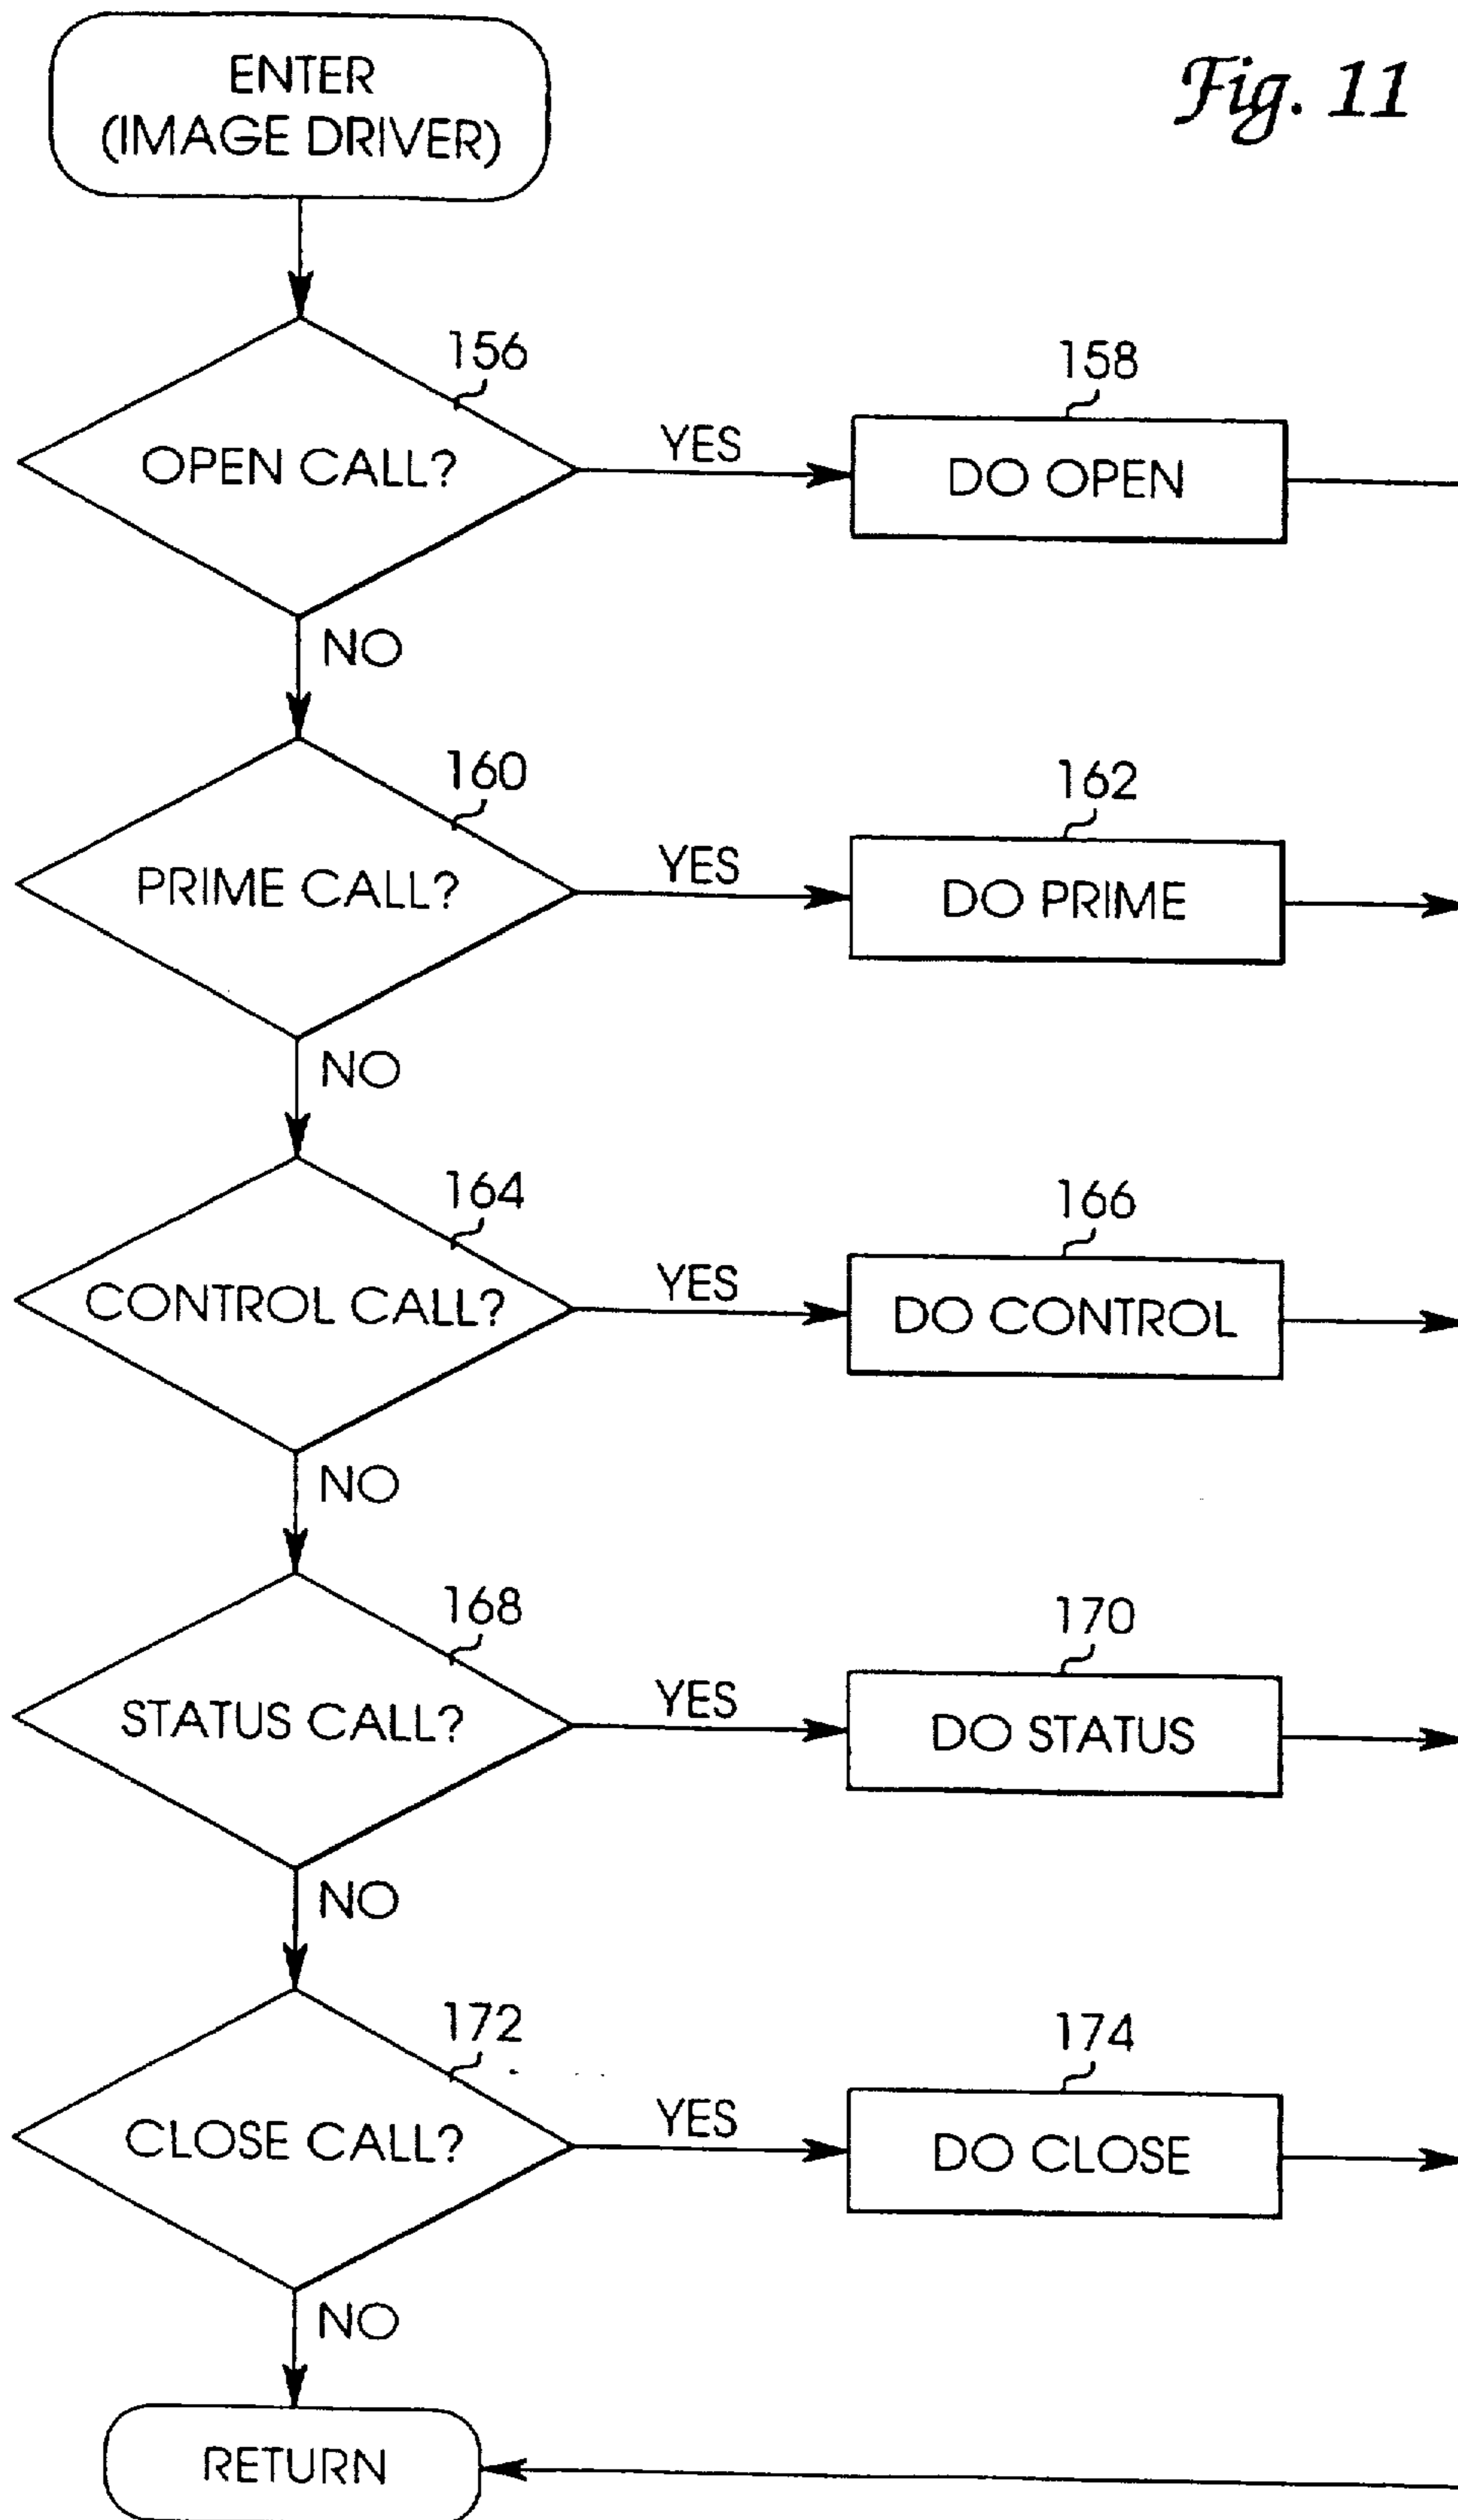 Fig. 11
ENTER
(IMAGE DRIVER)
156
OPEN CALL?
YES
158
DO OPEN
NO
160
PRIME CALL?
YES
162
DO PRIME
NO
164
CONTROL CALL?
YES
166
DO CONTROL
NO
168
STATUS CALL?
YES
170
DO STATUS
NO
172
CLOSE CALL?
YES
174
DO CLOSE
NO
RETURN